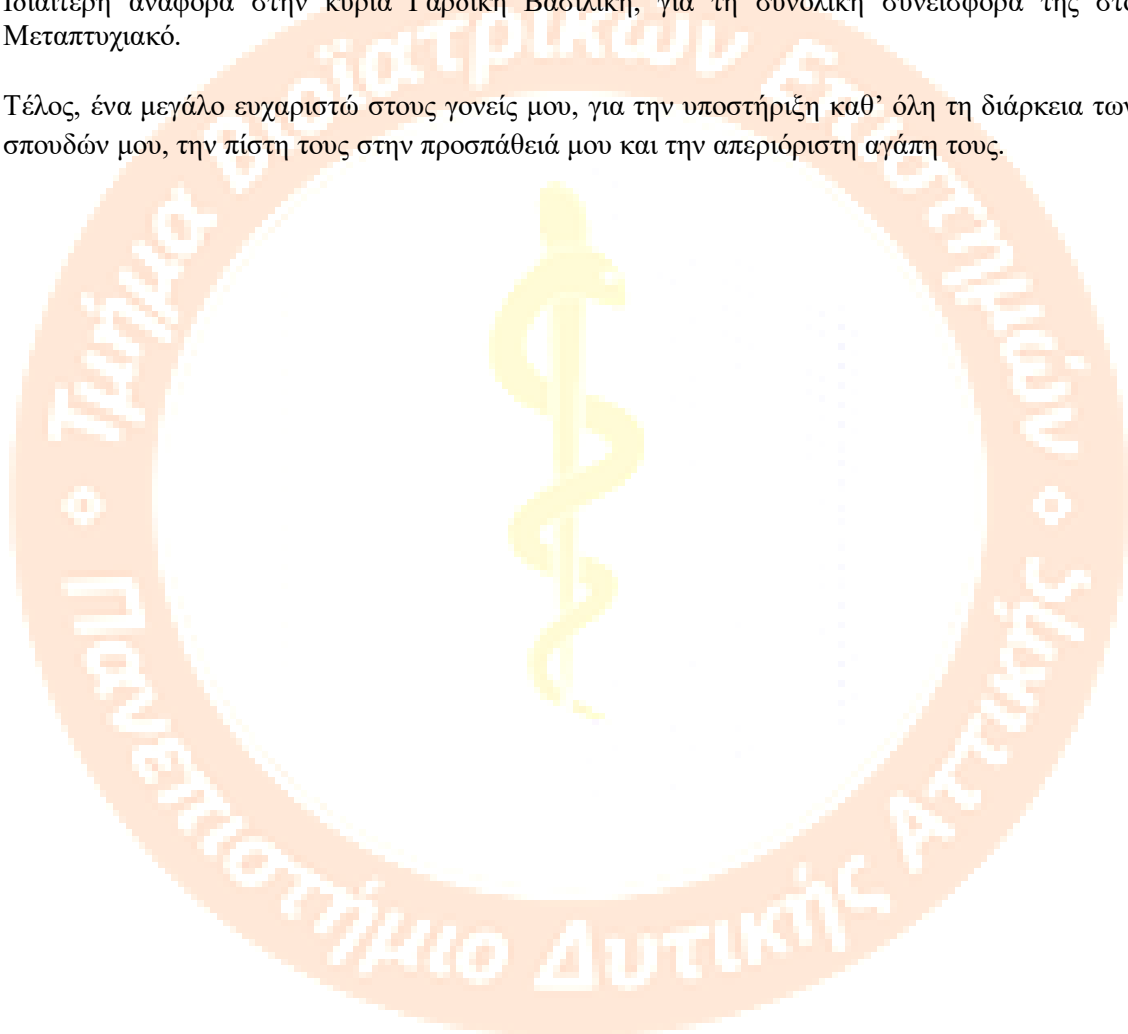 Ιδιαίτερη αναφορά στην κυρία Γαρδίκη Βασιλική, για τη συνολική συνεισφορά της στο
Μεταπτυχιακό.
Τέλος, ένα μεγάλο ευχαριστώ στους γονείς μου, για την υποστήριξη καθ’ όλη τη διάρκεια των
σπουδών μου, την πίστη τους στην προσπάθειά μου και την απεριόριστη αγάπη τους.
Τμήμα Βιοϊατρικών Επιστημών
Πανεπιστήμιο Δυτικής Αττικής